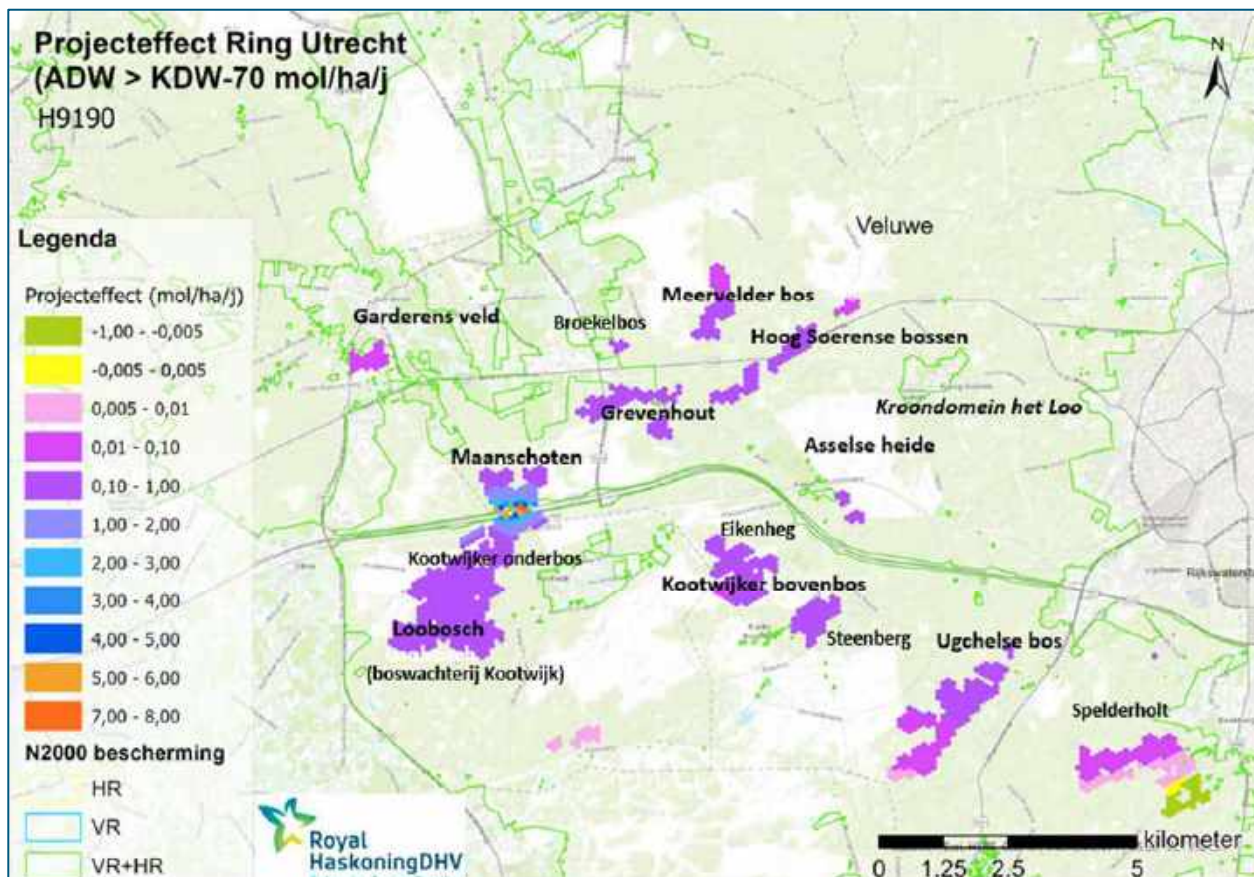 Projecteffect Ring Utrecht
(ADW > KDW-70 mol/ha/j
H9190
N
Veluwe
Meervelder bos
Garderens veld
Broekelbos
Hoog Soerense bossen
Kroondomein het Loo
Grevenhout
Asselse heide
Maanschoten
Eikenheg
Kootwijker onderbos
Kootwijker bovenbos
Loobosch
Steenberg
Ugchelse bos
(boswachterij Kootwijk)
Spelderholt
Legenda
Projecteffect (mol/ha/j)
-1,00 - -0,005
-0,005 - 0,005
0,005 - 0,01
0,01 - 0,10
0,10 - 1,00
1,00 - 2,00
2,00 - 3,00
3,00 - 4,00
4,00 - 5,00
5,00 - 6,00
7,00 - 8,00
N2000 bescherming
HR
VR
VR+HR
Royal
HaskoningDHV
kilometer
0 1.25 2.5 5